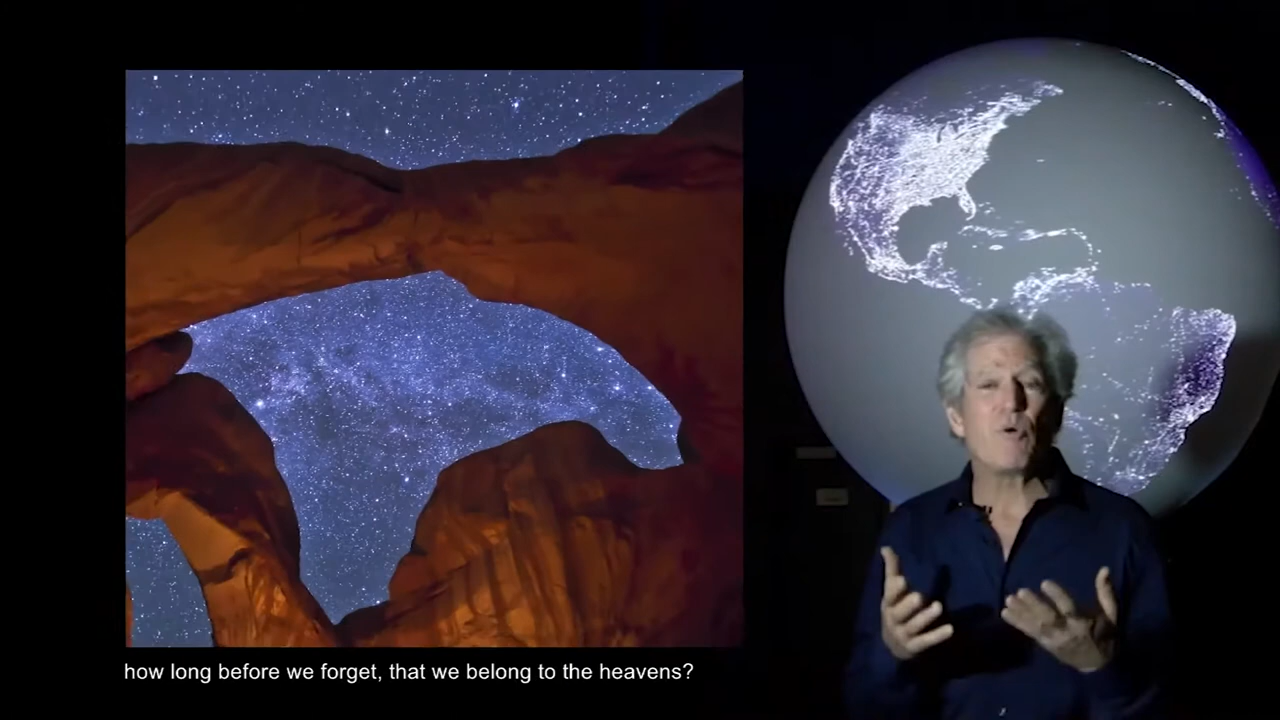 how long before we forget, that we belong to the heavens?